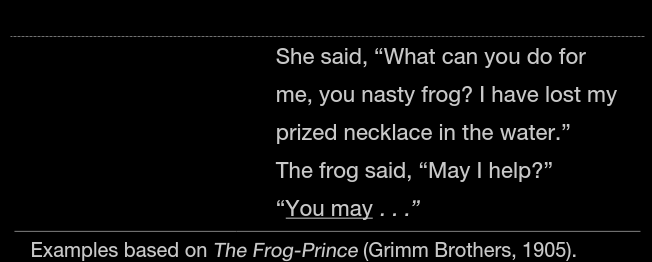 She said, “What can you do for
me, you nasty frog? I have lost my
prized necklace in the water.”
The frog said, “May I help?”
“You may . . .”
Examples based on The Frog-Prince (Grimm Brothers, 1905).